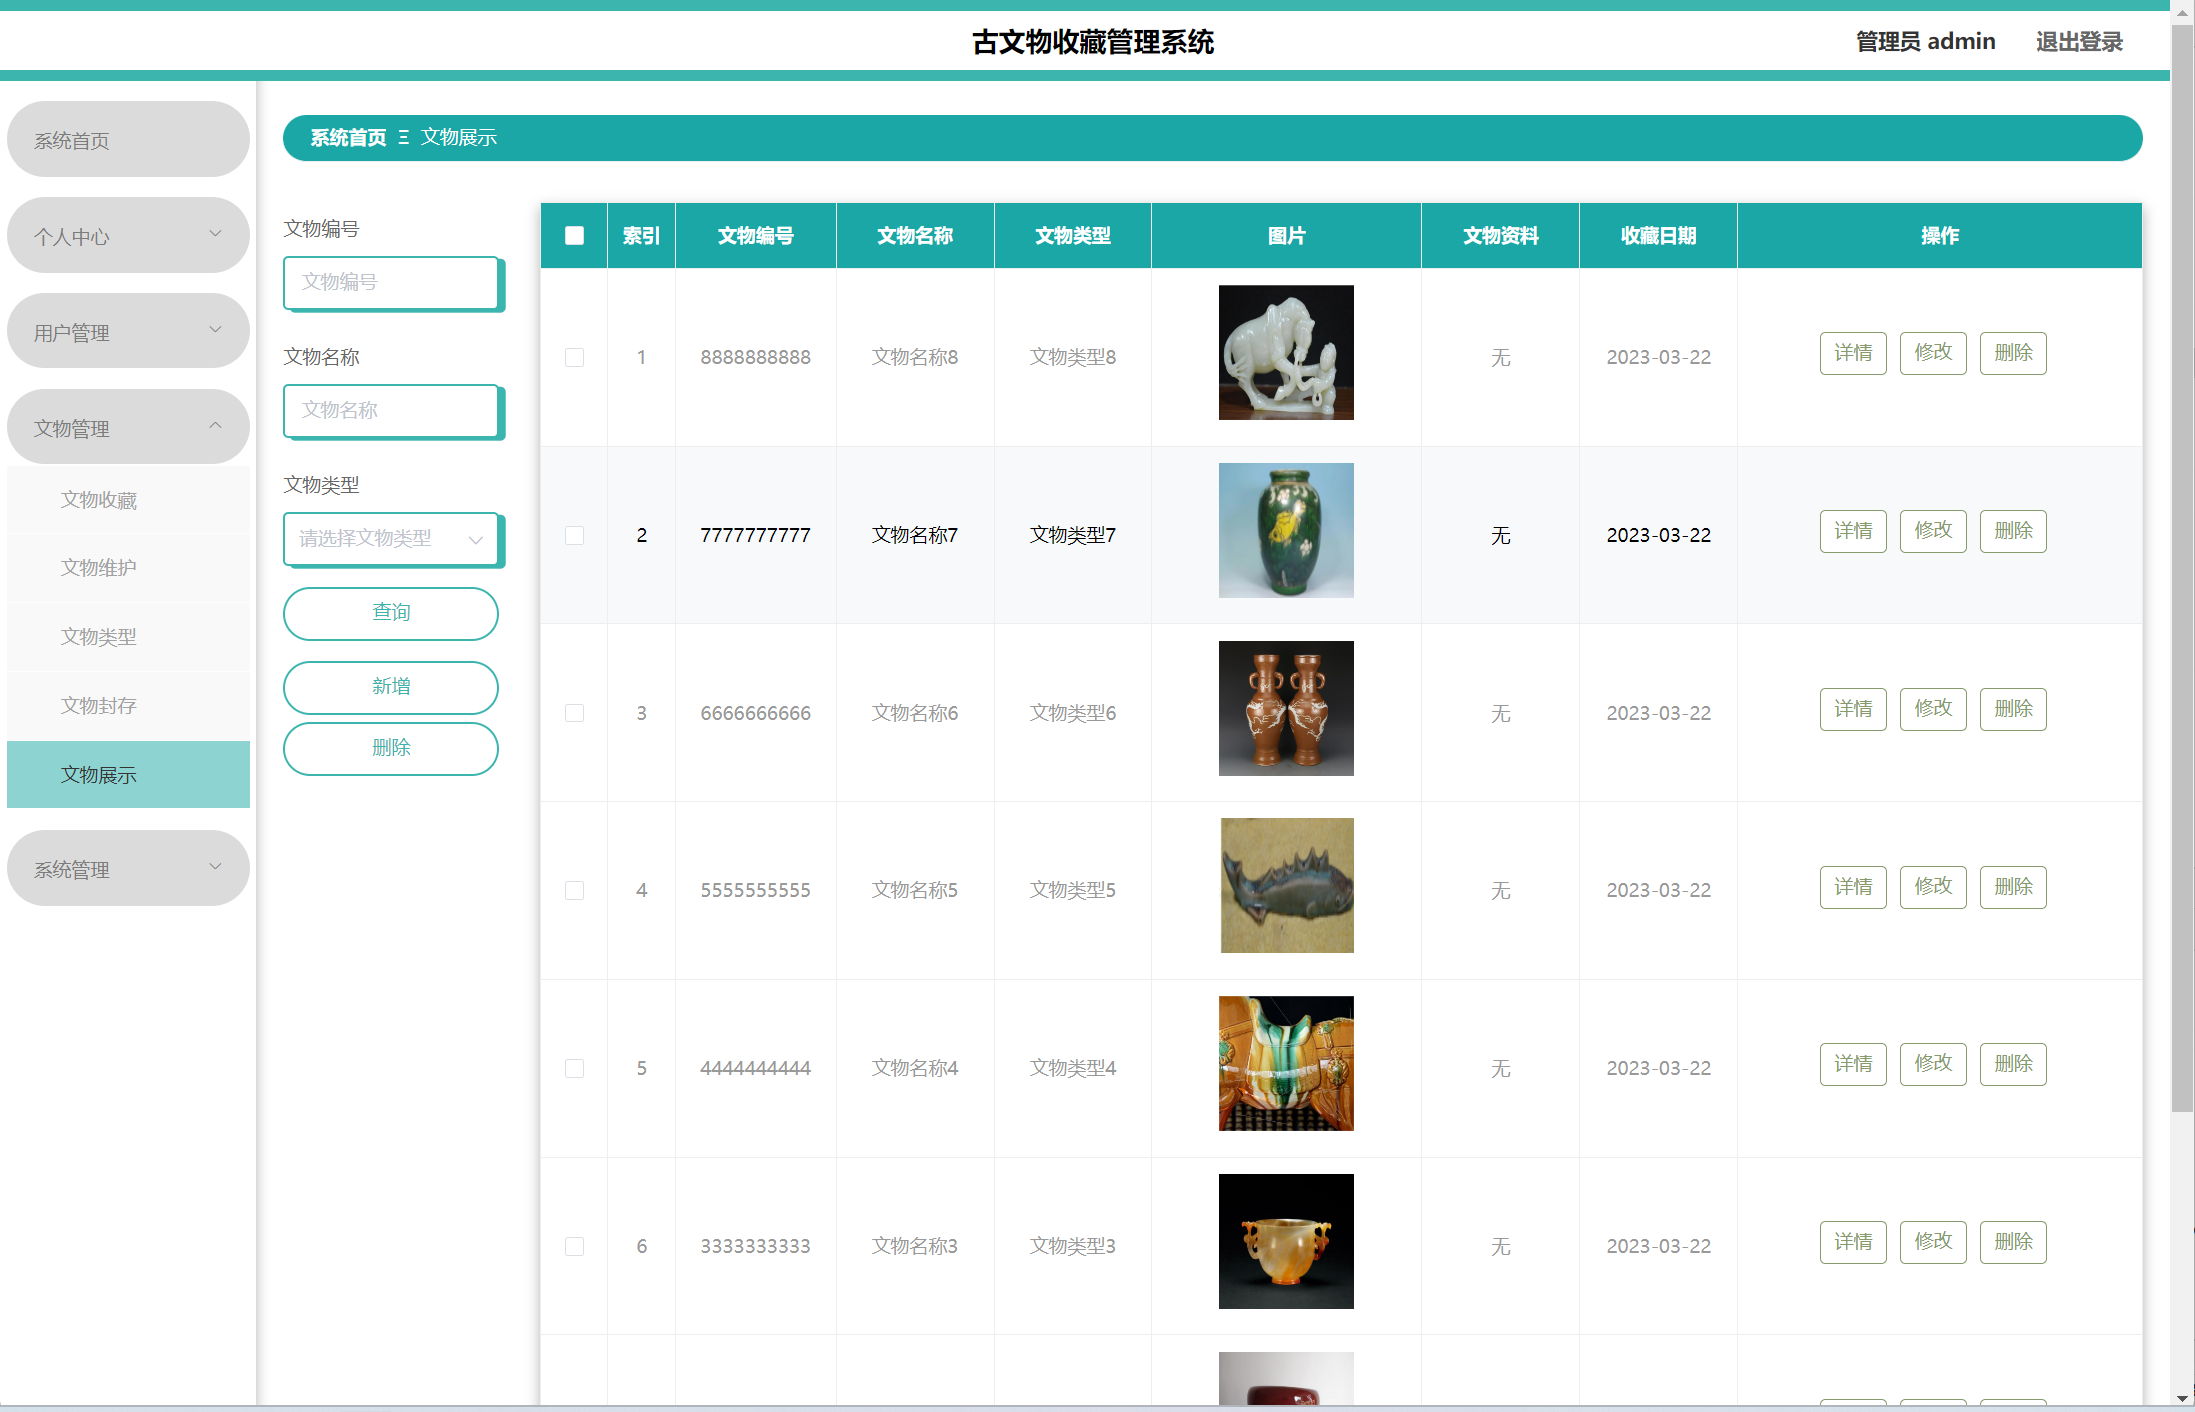 古文物收藏管理系统
管理员 admin 退出登录
系统首页
个人中心
用户管理
文物管理
文物收藏
文物维护
文物类型
文物封存
文物展示
系统管理
系统首页 Ξ 文物展示
文物编号
文物编号
文物名称
文物名称
文物类型
请选择文物类型
查询
新增
删除
索引 文物编号 文物名称 文物类型 图片 文物资料 收藏日期 操作
1 8888888888 文物名称8 文物类型8 无 2023-03-22 详情 修改 删除
2 7777777777 文物名称7 文物类型7 无 2023-03-22 详情 修改 删除
3 6666666666 文物名称6 文物类型6 无 2023-03-22 详情 修改 删除
4 5555555555 文物名称5 文物类型5 无 2023-03-22 详情 修改 删除
5 4444444444 文物名称4 文物类型4 无 2023-03-22 详情 修改 删除
6 3333333333 文物名称3 文物类型3 无 2023-03-22 详情 修改 删除